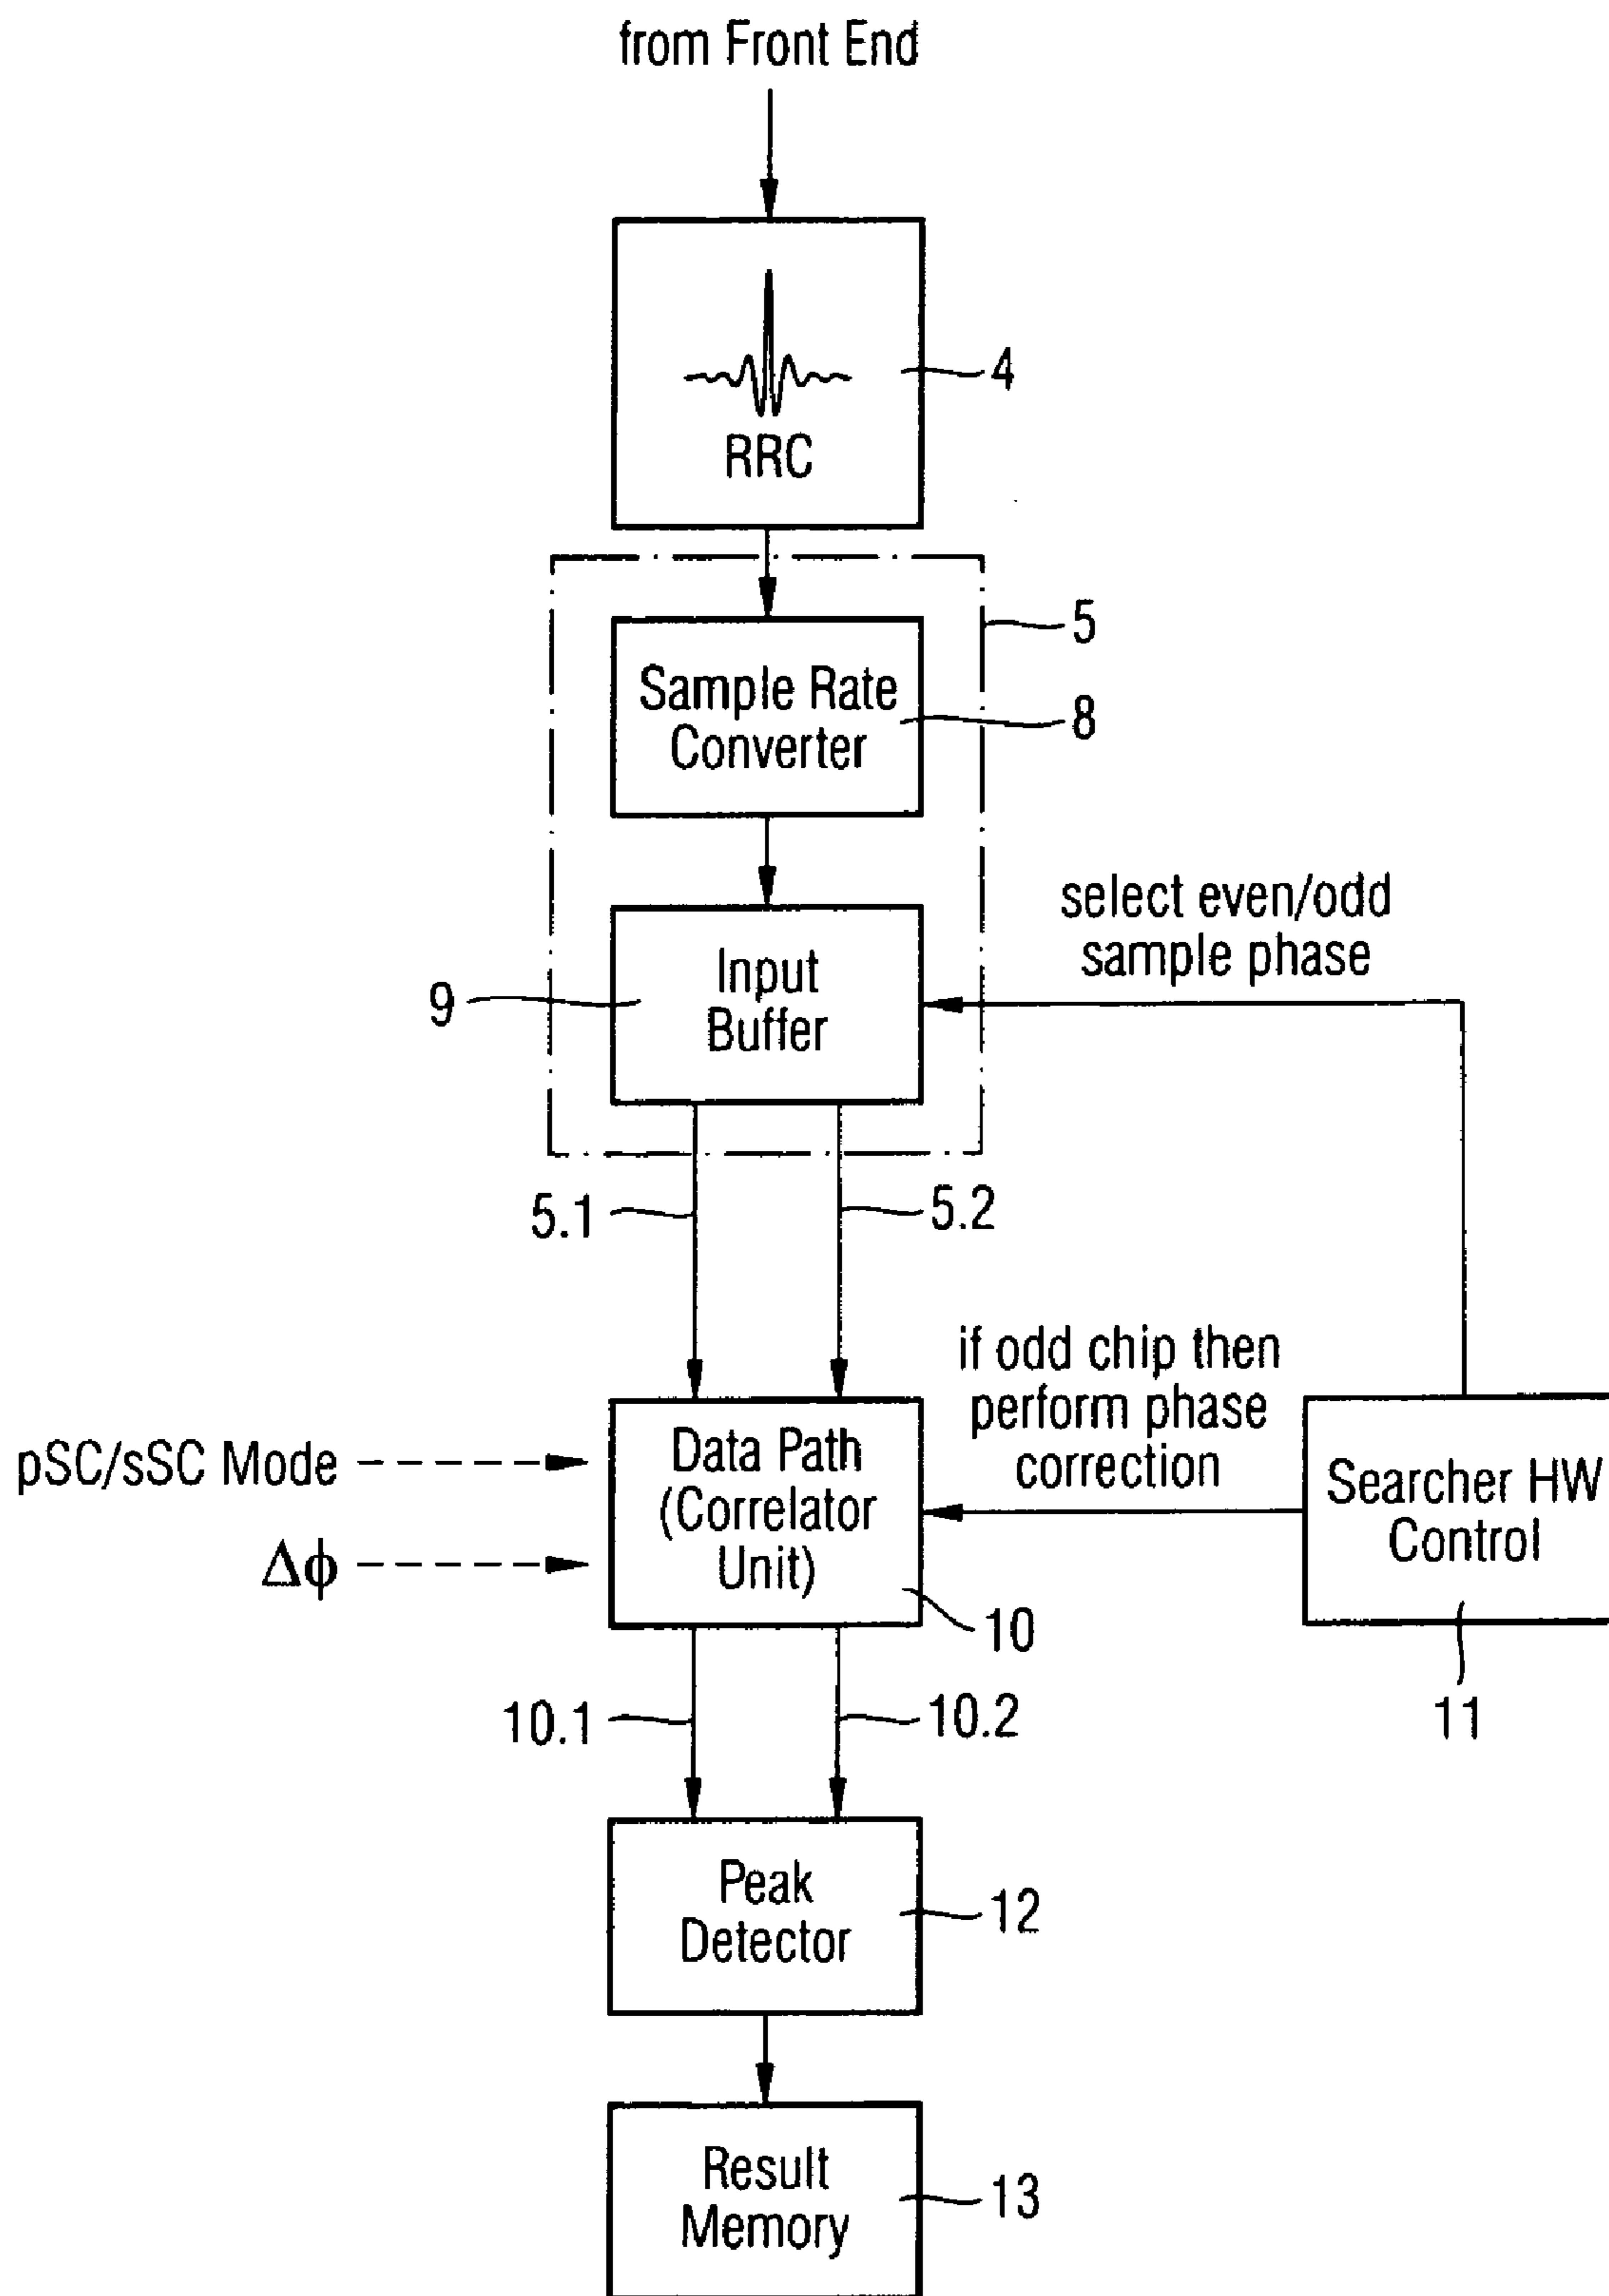 from Front End
RRC
4
5
Sample Rate
Converter
8
select even/odd
sample phase
Input
Buffer
9
5.1
5.2
if odd chip then
perform phase
correction
pSC/sSC Mode
Δϕ
Data Path
(Correlator
Unit)
10
Searcher HW
Control
11
10.1
10.2
Peak
Detector
12
Result
Memory
13